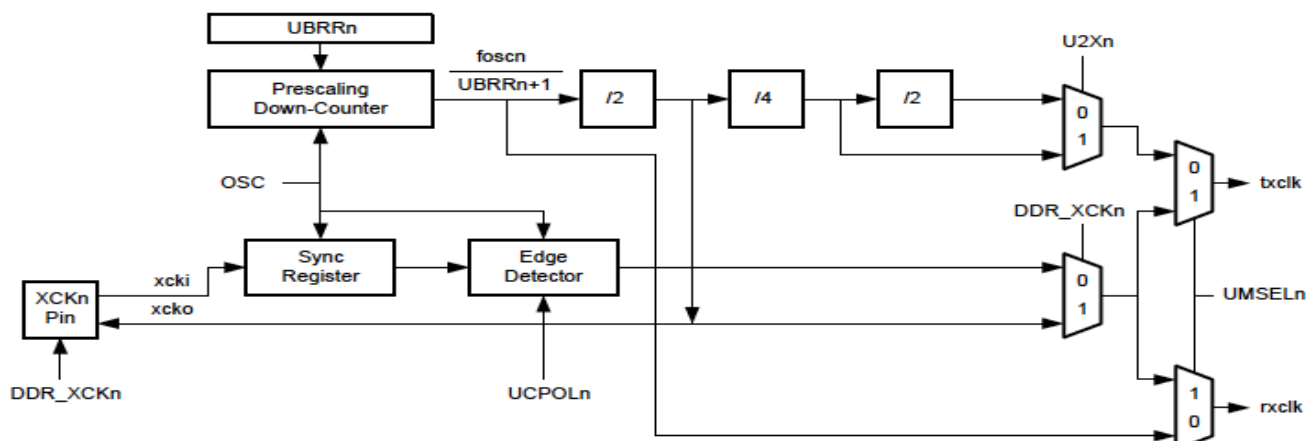 UBRRn
foscn
U2Xn
Prescaling
Down-Counter
UBRRn+1
/2
/4
/2
0
1
OSC
DDR_XCKn
0
1
txclk
Sync
Register
Edge
Detector
xcki
xcko
XCKn
Pin
0
1
UMSELn
DDR_XCKn
UCPOLn
1
0
rxclk